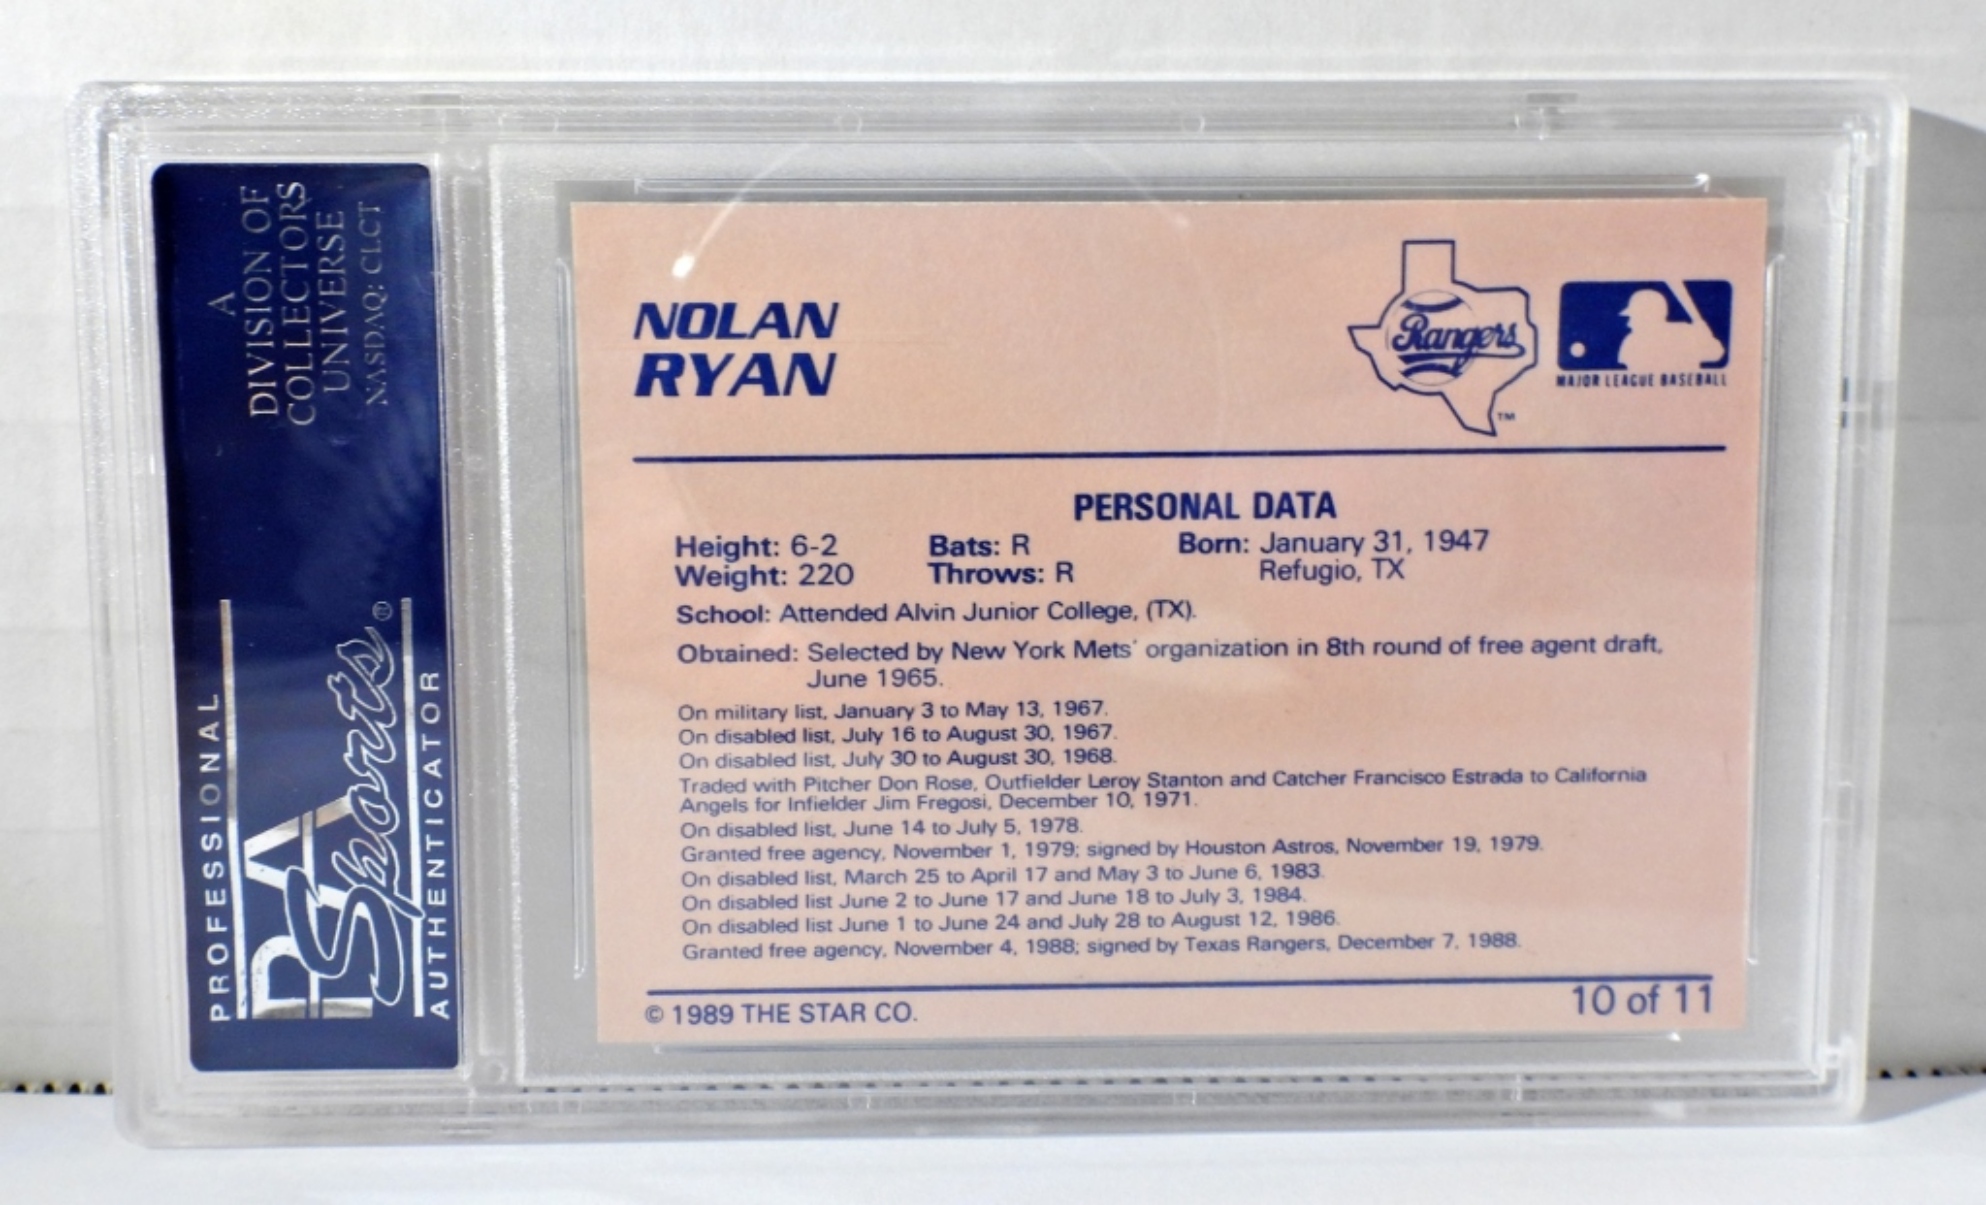 A
DIVISION OF
COLLECTORS
UNIVERSE
NASDAQ: CLCT
PROFESSIONAL
PSA
Sports®
AUTHENTICATOR
NOLAN
RYAN
Rangers
TM
MAJOR LEAGUE BASEBALL
PERSONAL DATA
Height: 6-2 Bats: R Born: January 31, 1947
Weight: 220 Throws: R Refugio, TX
School: Attended Alvin Junior College, (TX).
Obtained: Selected by New York Mets' organization in 8th round of free agent draft,
June 1965.
On military list, January 3 to May 13, 1967.
On disabled list, July 16 to August 30, 1967.
On disabled list, July 30 to August 30, 1968.
Traded with Pitcher Don Rose, Outfielder Leroy Stanton and Catcher Francisco Estrada to California
Angels for Infielder Jim Fregosi, December 10, 1971.
On disabled list, June 14 to July 5, 1978.
Granted free agency, November 1, 1979; signed by Houston Astros, November 19, 1979.
On disabled list, March 25 to April 17 and May 3 to June 6, 1983.
On disabled list June 2 to June 17 and June 18 to July 3, 1984.
On disabled list June 1 to June 24 and July 28 to August 12, 1986.
Granted free agency, November 4, 1988; signed by Texas Rangers, December 7, 1988.
© 1989 THE STAR CO.
10 of 11